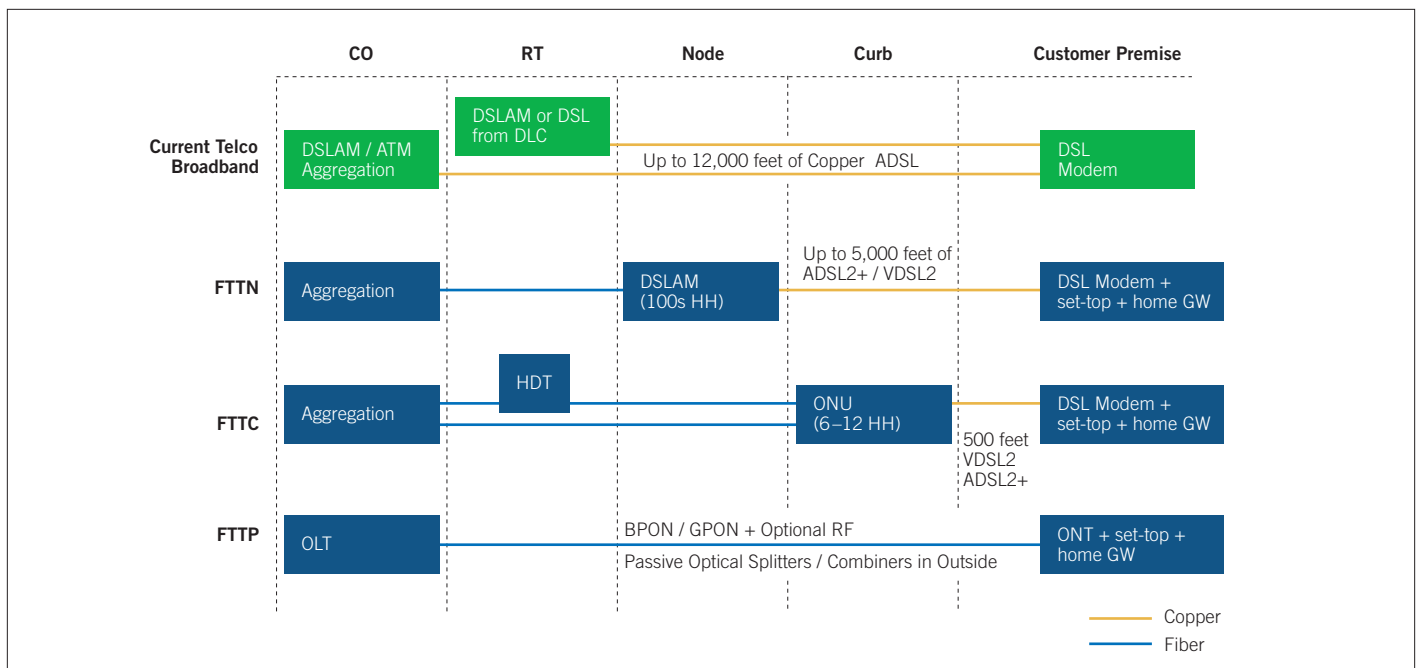 CO
RT
Node
Curb
Customer Premise
Current Telco
Broadband
DSLAM / ATM
Aggregation
DSLAM or DSL
from DLC
Up to 12,000 feet of Copper ADSL
DSL
Modem
FTTN
Aggregation
DSLAM
(100s HH)
Up to 5,000 feet of
ADSL2+ / VDSL2
DSL Modem +
set-top + home GW
FTTC
Aggregation
HDT
ONU
(6–12 HH)
500 feet
VDSL2
ADSL2+
DSL Modem +
set-top + home GW
FTTP
OLT
BPON / GPON + Optional RF
Passive Optical Splitters / Combiners in Outside
ONT + set-top +
home GW
Copper
Fiber